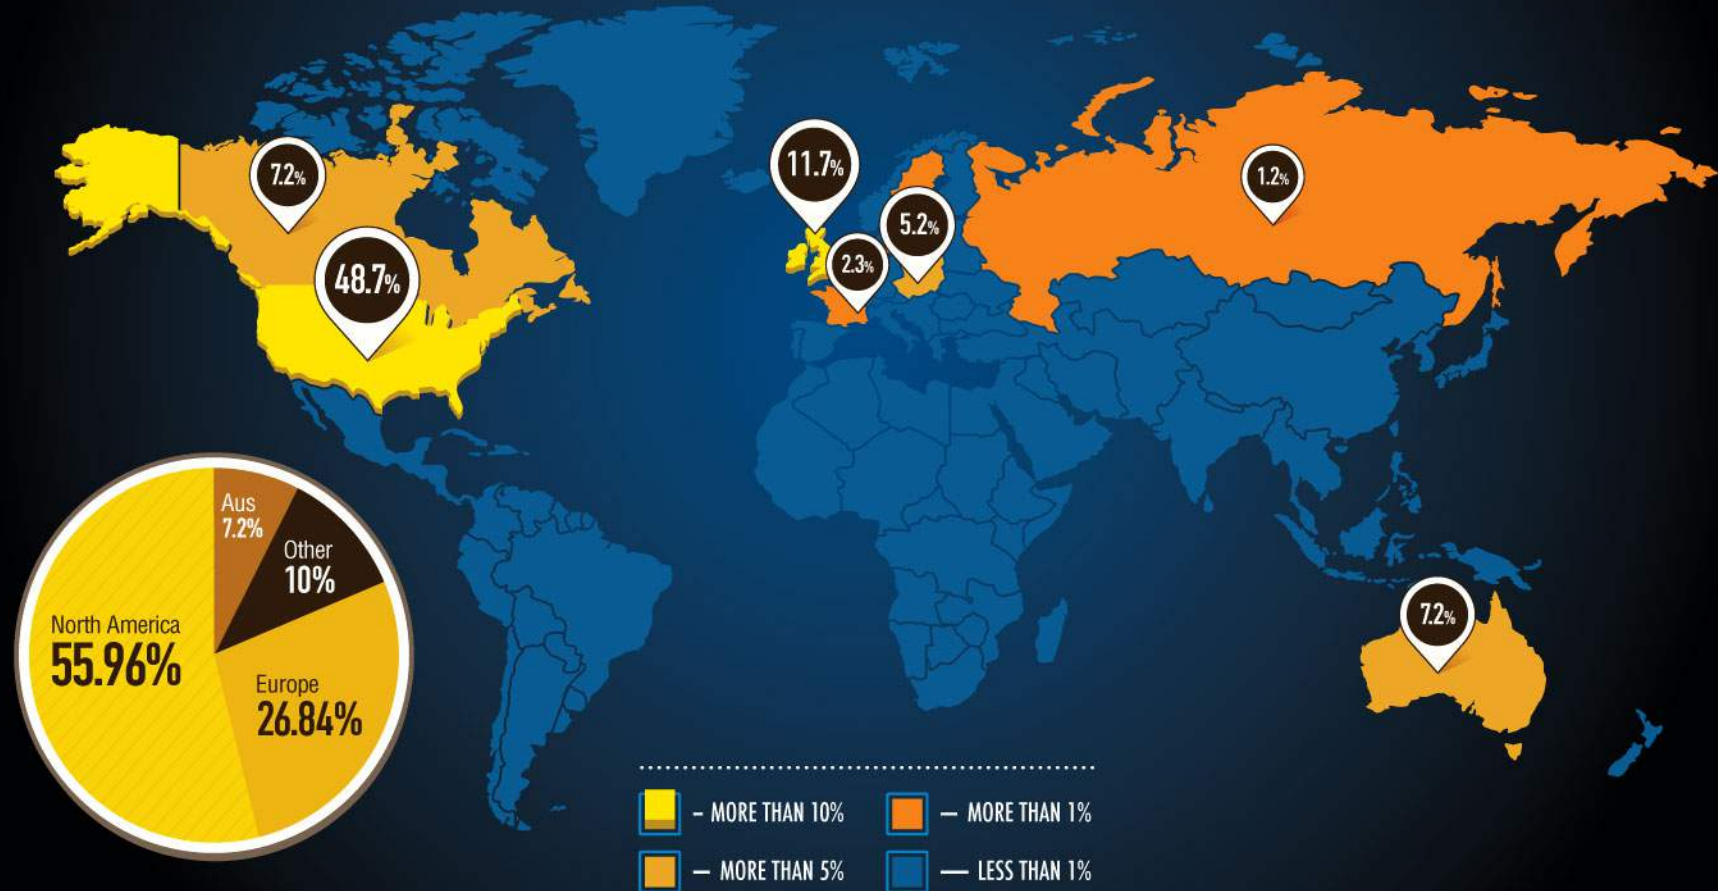 7.2%
48.7%
11.7%
2.3%
5.2%
1.2%
7.2%
Aus
7.2%
Other
10%
North America
55.96%
Europe
26.84%
- MORE THAN 10%
— MORE THAN 1%
— MORE THAN 5%
— LESS THAN 1%